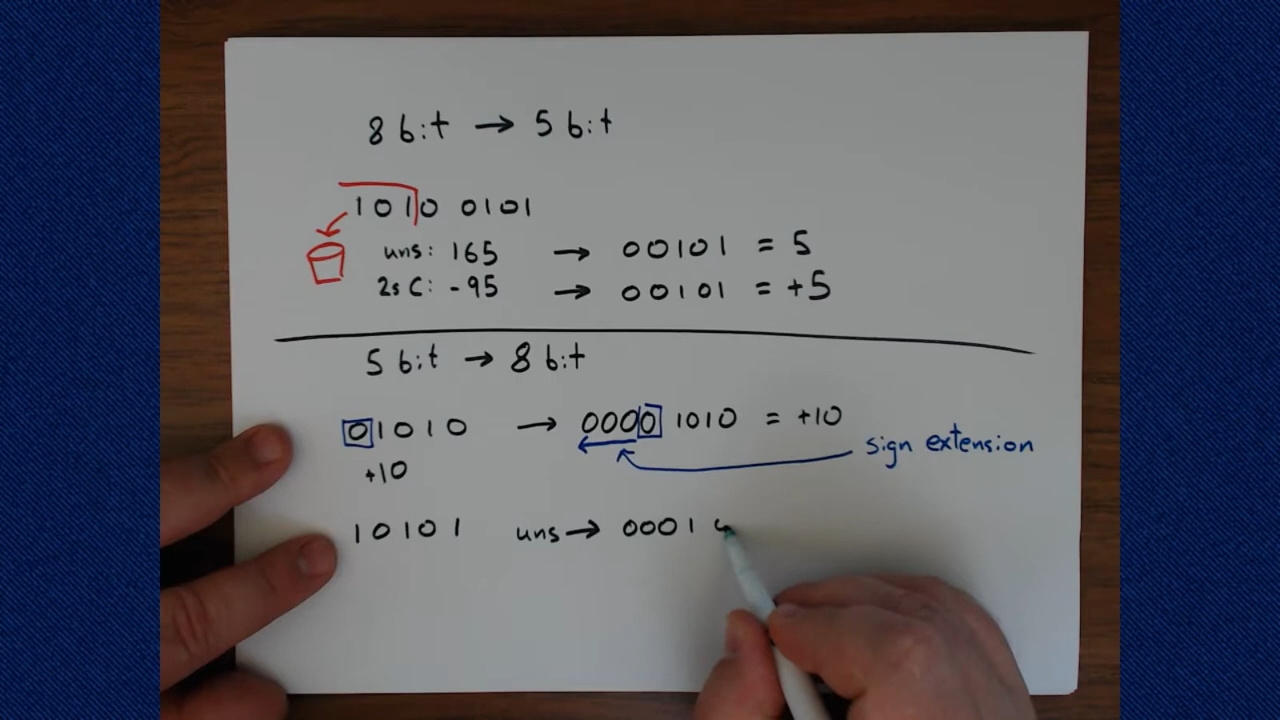 8 bit → 5 bit
1010 0101
uns: 165 → 00101 = 5
2s C: -95 → 00101 = +5
5 bit → 8 bit
01010 → 0000 1010 = +10
sign extension
+10
10101 uns → 0001